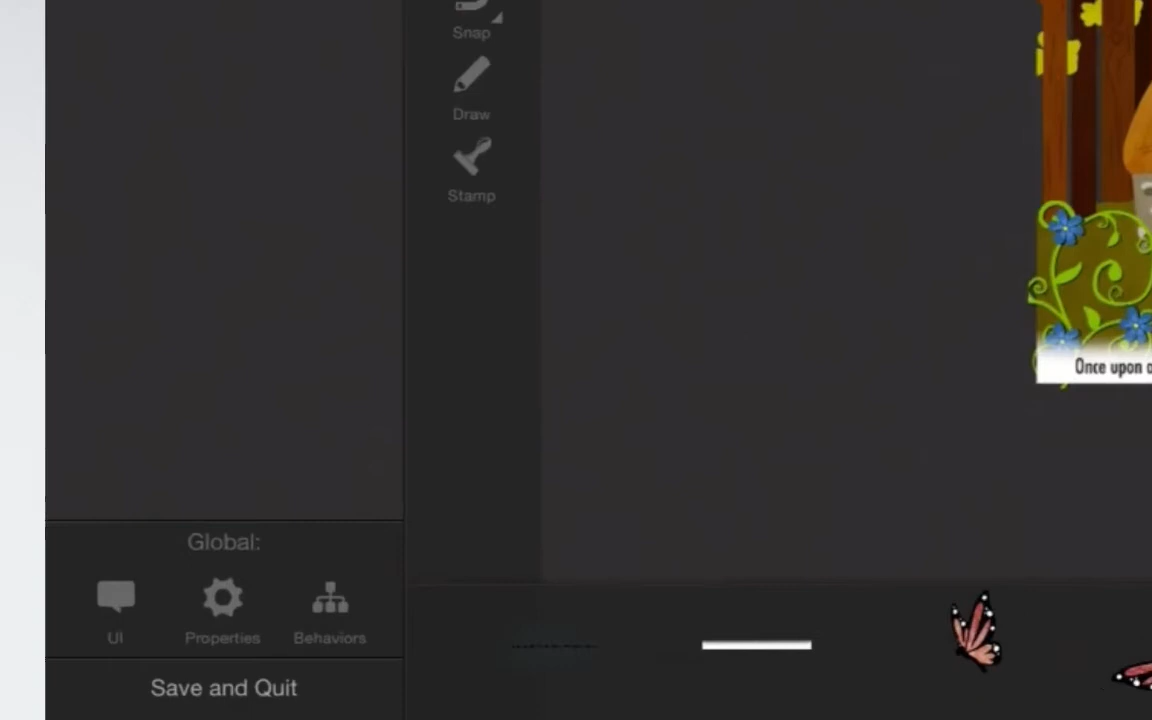 Snap
Draw
Stamp
Once upon a
Global:
UI
Properties
Behaviors
Save and Quit